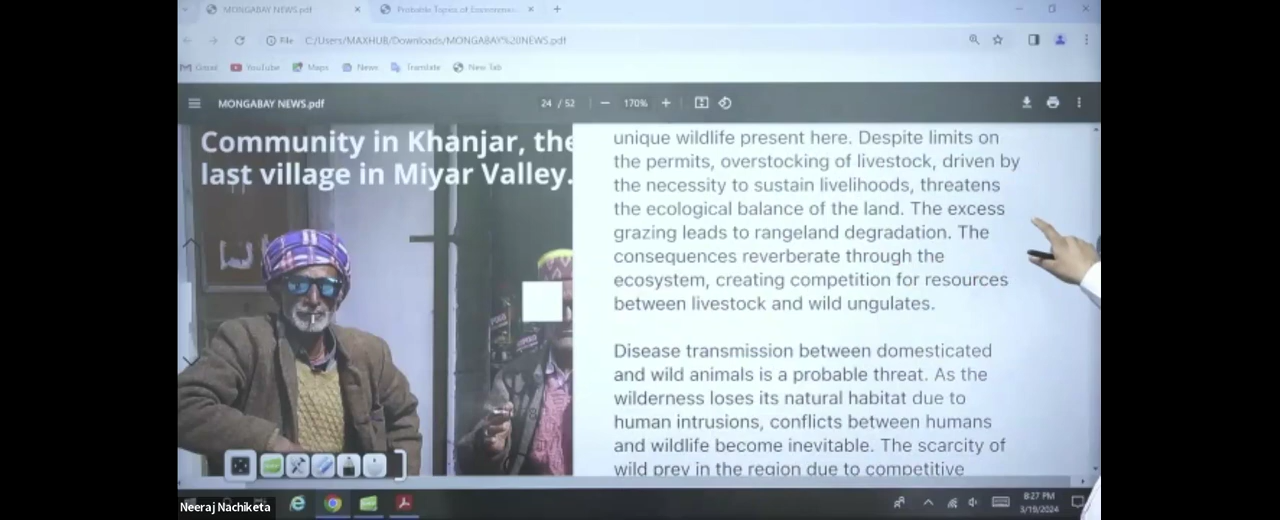 MONGABAY NEWS.pdf
File C:/Users/MAXHUB/Downloads/MONGABAY%20NEWS.pdf
Gmail YouTube Maps News Translate New Tab
MONGABAY NEWS.pdf 24 / 52 170%
Community in Khanjar, the
last village in Miyar Valley.
unique wildlife present here. Despite limits on
the permits, overstocking of livestock, driven by
the necessity to sustain livelihoods, threatens
the ecological balance of the land. The excess
grazing leads to rangeland degradation. The
consequences reverberate through the
ecosystem, creating competition for resources
between livestock and wild ungulates.
Disease transmission between domesticated
and wild animals is a probable threat. As the
wilderness loses its natural habitat due to
human intrusions, conflicts between humans
and wildlife become inevitable. The scarcity of
wild prey in the region due to competitive
Neeraj Nachiketa
8:27 PM
3/19/2024